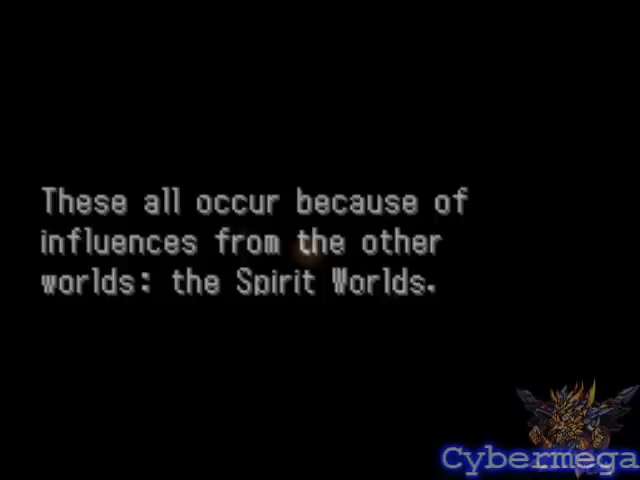 These all occur because of
influences from the other
worlds: the Spirit Worlds.
Cybermega